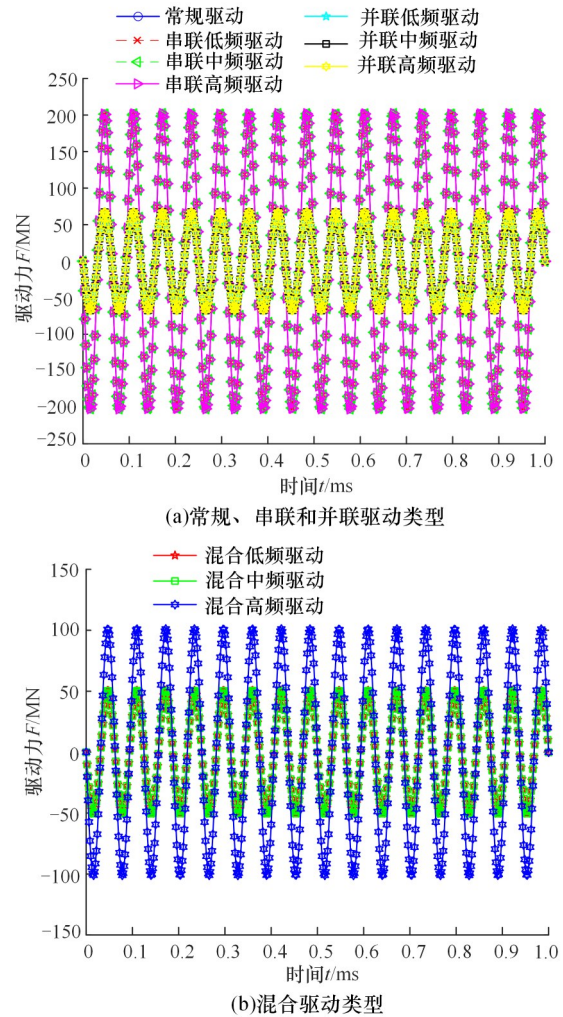 常规驱动
串联低频驱动
串联中频驱动
串联高频驱动
并联低频驱动
并联中频驱动
并联高频驱动
250
200
150
100
50
0
−50
−100
−150
−200
−250
驱动力F/MN
0 0.1 0.2 0.3 0.4 0.5 0.6 0.7 0.8 0.9 1.0
时间t/ms
(a)常规、串联和并联驱动类型
混合低频驱动
混合中频驱动
混合高频驱动
150
100
50
0
−50
−100
−150
驱动力F/MN
0 0.1 0.2 0.3 0.4 0.5 0.6 0.7 0.8 0.9 1.0
时间t/ms
(b)混合驱动类型